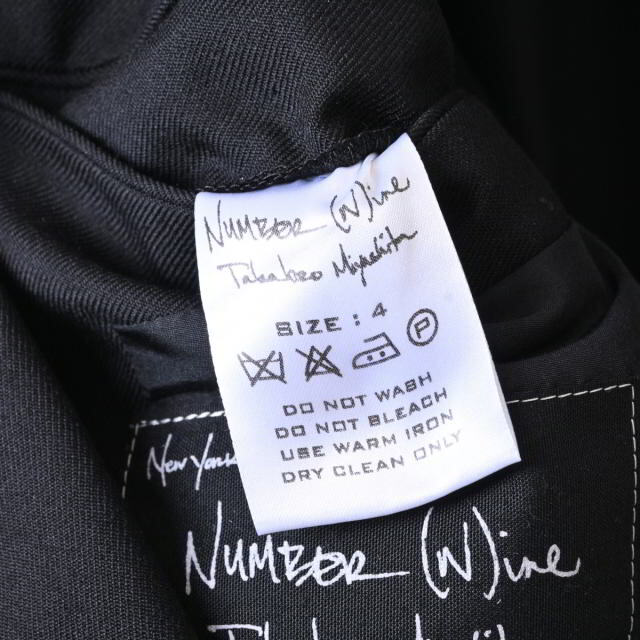 NUMBER (N)ine
Takahiro Miyashita
SIZE : 4
P
DO NOT WASH
DO NOT BLEACH
USE WARM IRON
DRY CLEAN ONLY
New York
NUMBER (N)ine